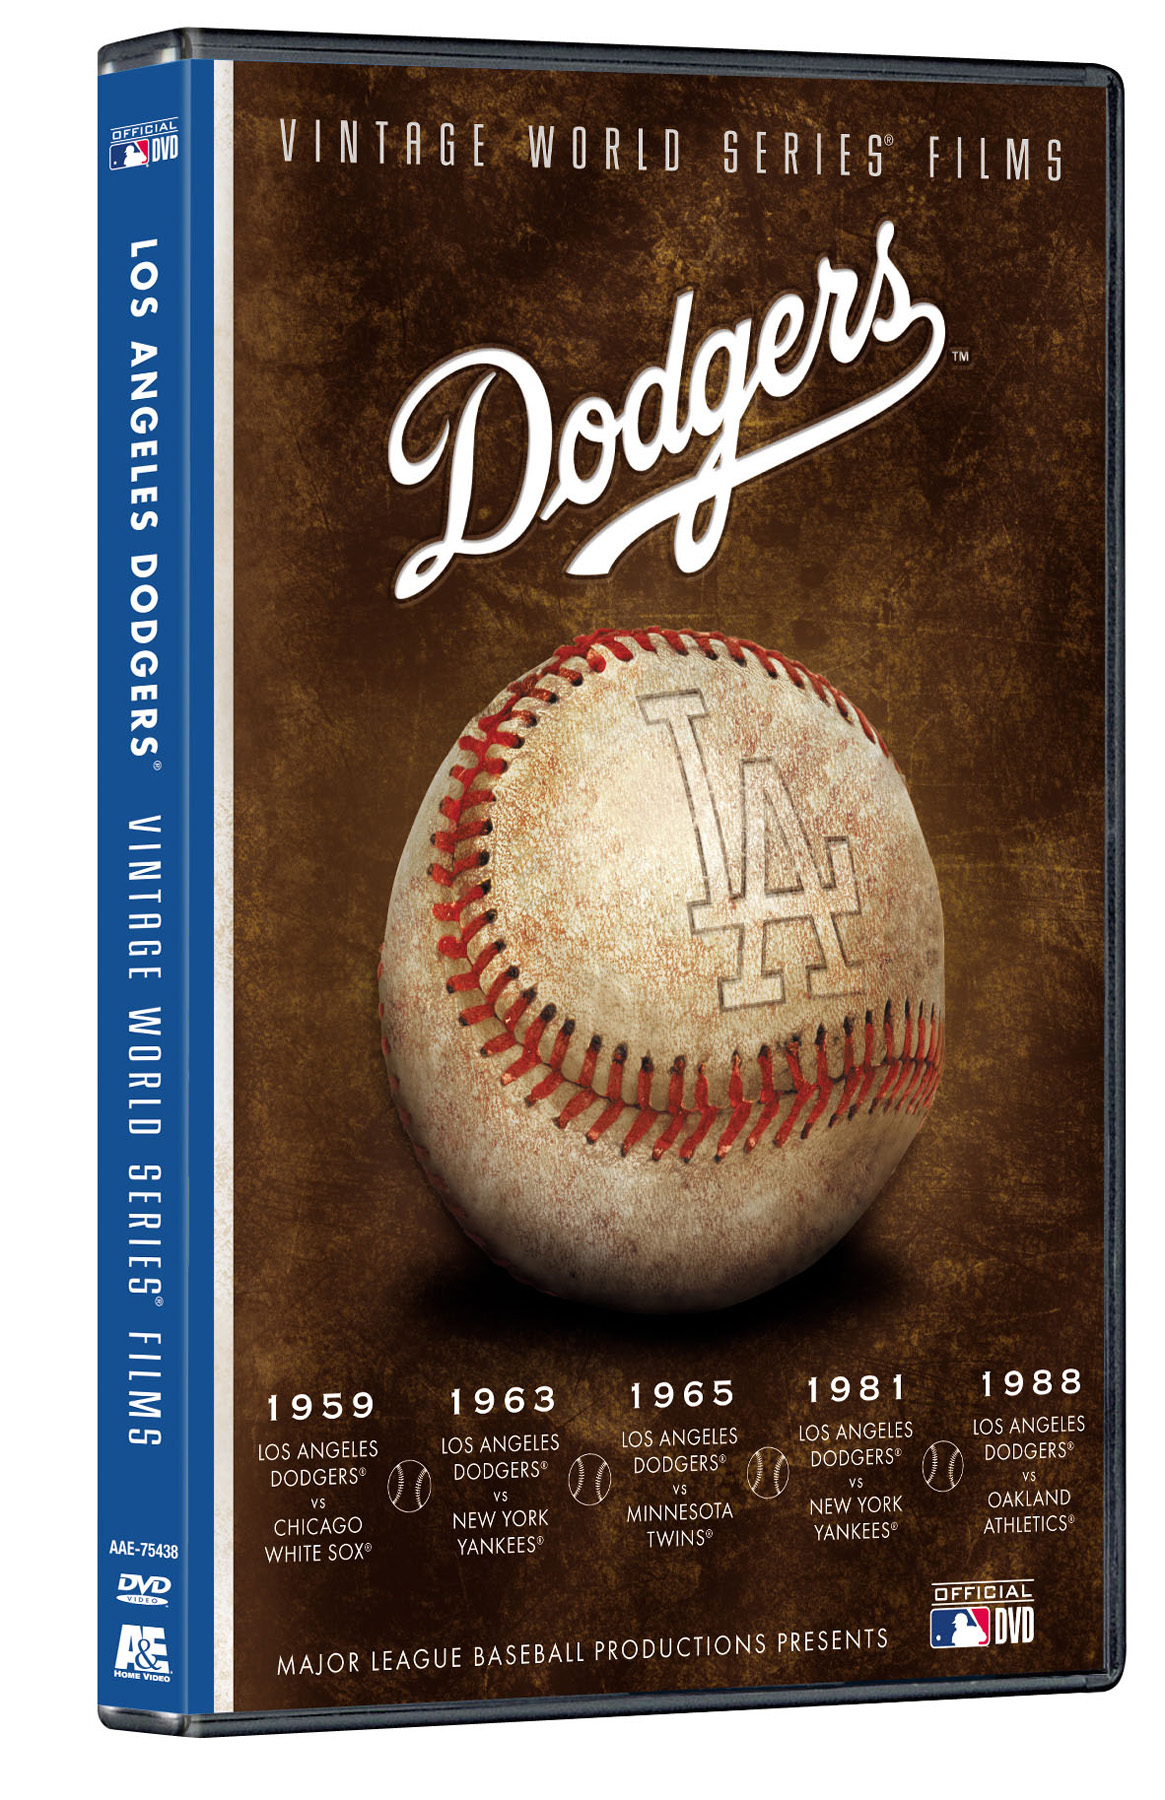 OFFICIAL
DVD
LOS ANGELES DODGERS® VINTAGE WORLD SERIES® FILMS
AAE-75438
DVD
VIDEO
A&E
HOME VIDEO
VINTAGE WORLD SERIES® FILMS
Dodgers™
LA
1959
LOS ANGELES
DODGERS®
vs
CHICAGO
WHITE SOX®
1963
LOS ANGELES
DODGERS®
vs
NEW YORK
YANKEES®
1965
LOS ANGELES
DODGERS®
vs
MINNESOTA
TWINS®
1981
LOS ANGELES
DODGERS®
vs
NEW YORK
YANKEES®
1988
LOS ANGELES
DODGERS®
vs
OAKLAND
ATHLETICS®
MAJOR LEAGUE BASEBALL PRODUCTIONS PRESENTS
OFFICIAL
DVD